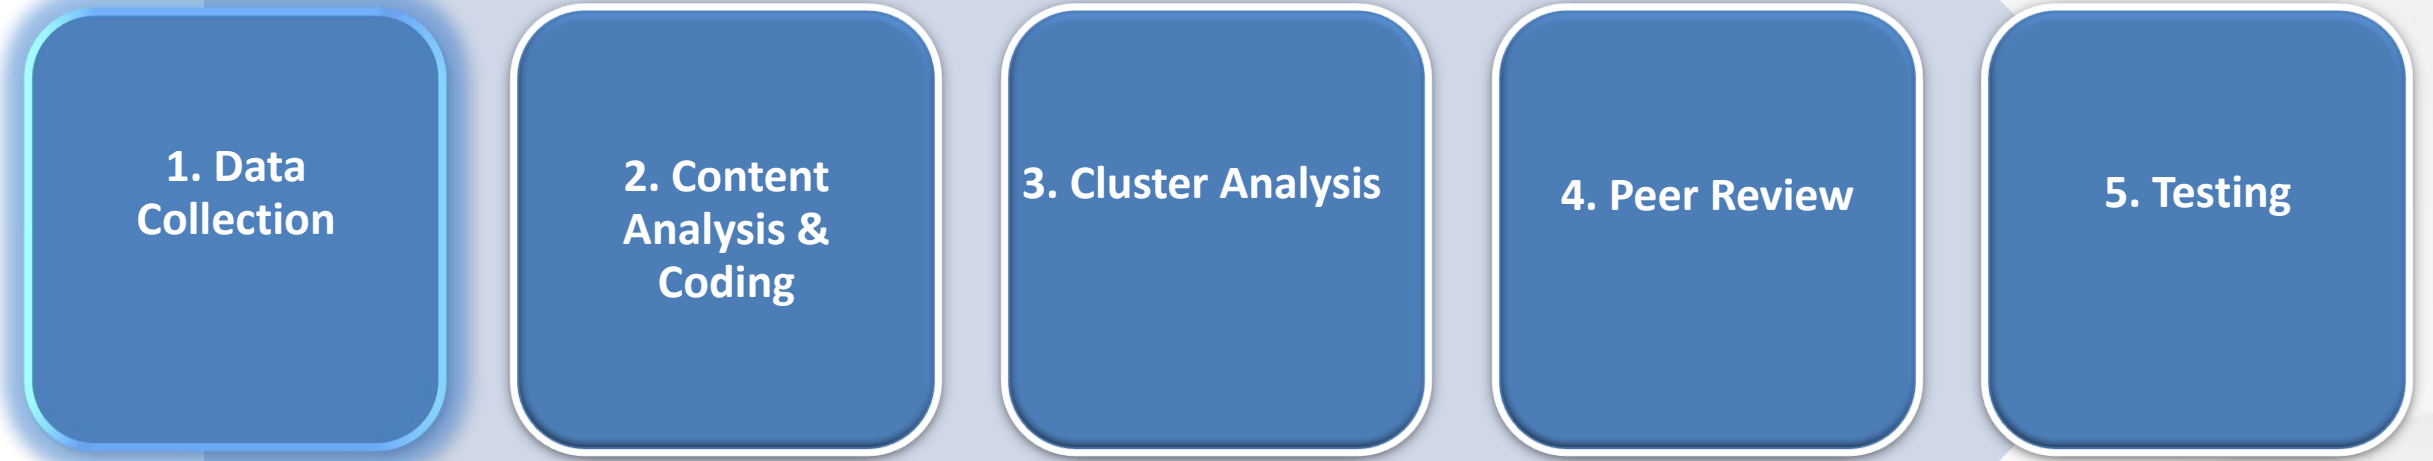 1. Data
Collection
2. Content
Analysis &
Coding
3. Cluster Analysis
4. Peer Review
5. Testing